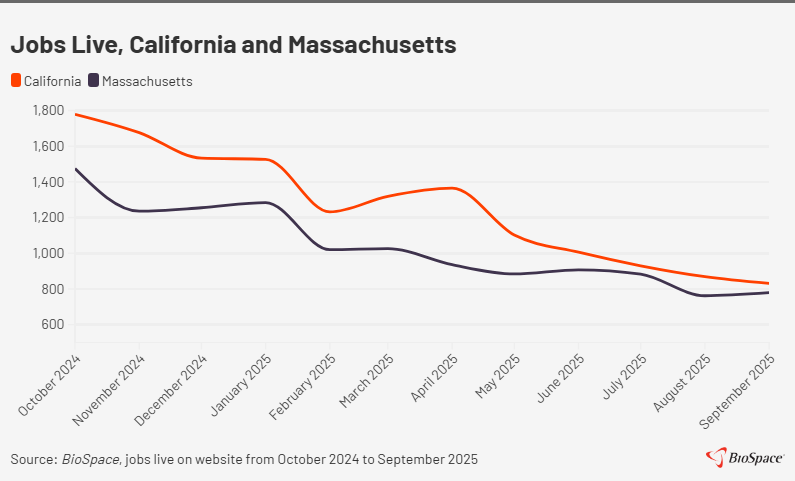 Jobs Live, California and Massachusetts
California Massachusetts
1,800
1,600
1,400
1,200
1,000
800
600
October 2024
November 2024
December 2024
January 2025
February 2025
March 2025
April 2025
May 2025
June 2025
July 2025
August 2025
September 2025
Source: BioSpace, jobs live on website from October 2024 to September 2025
BioSpace